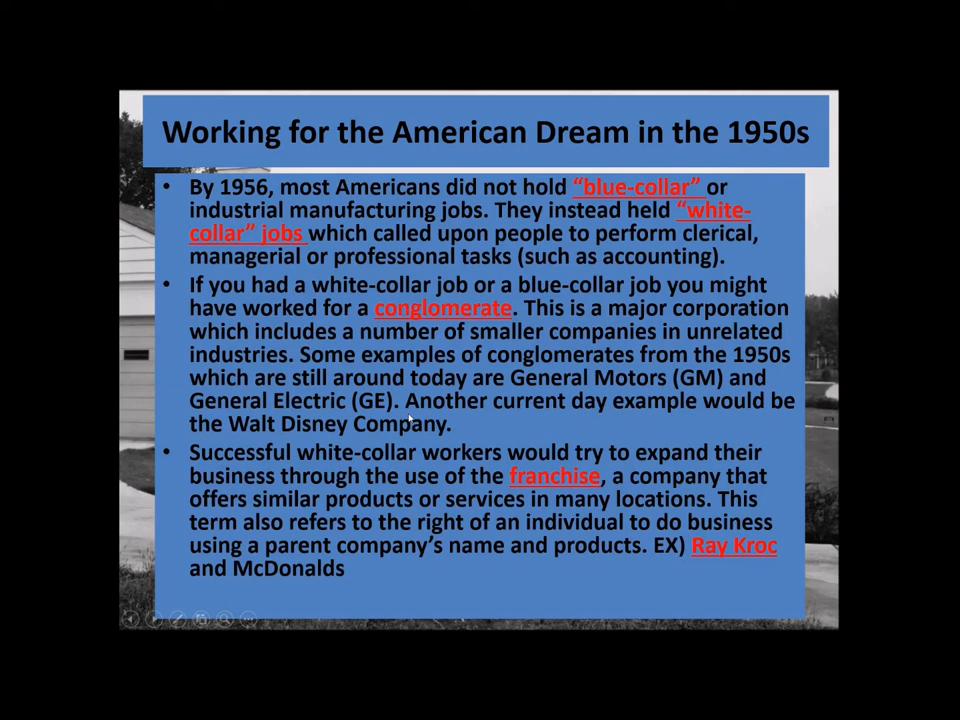 Working for the American Dream in the 1950s
• By 1956, most Americans did not hold “blue-collar” or
industrial manufacturing jobs. They instead held “white-
collar” jobs which called upon people to perform clerical,
managerial or professional tasks (such as accounting).
• If you had a white-collar job or a blue-collar job you might
have worked for a conglomerate. This is a major corporation
which includes a number of smaller companies in unrelated
industries. Some examples of conglomerates from the 1950s
which are still around today are General Motors (GM) and
General Electric (GE). Another current day example would be
the Walt Disney Company.
• Successful white-collar workers would try to expand their
business through the use of the franchise, a company that
offers similar products or services in many locations. This
term also refers to the right of an individual to do business
using a parent company’s name and products. EX) Ray Kroc
and McDonalds